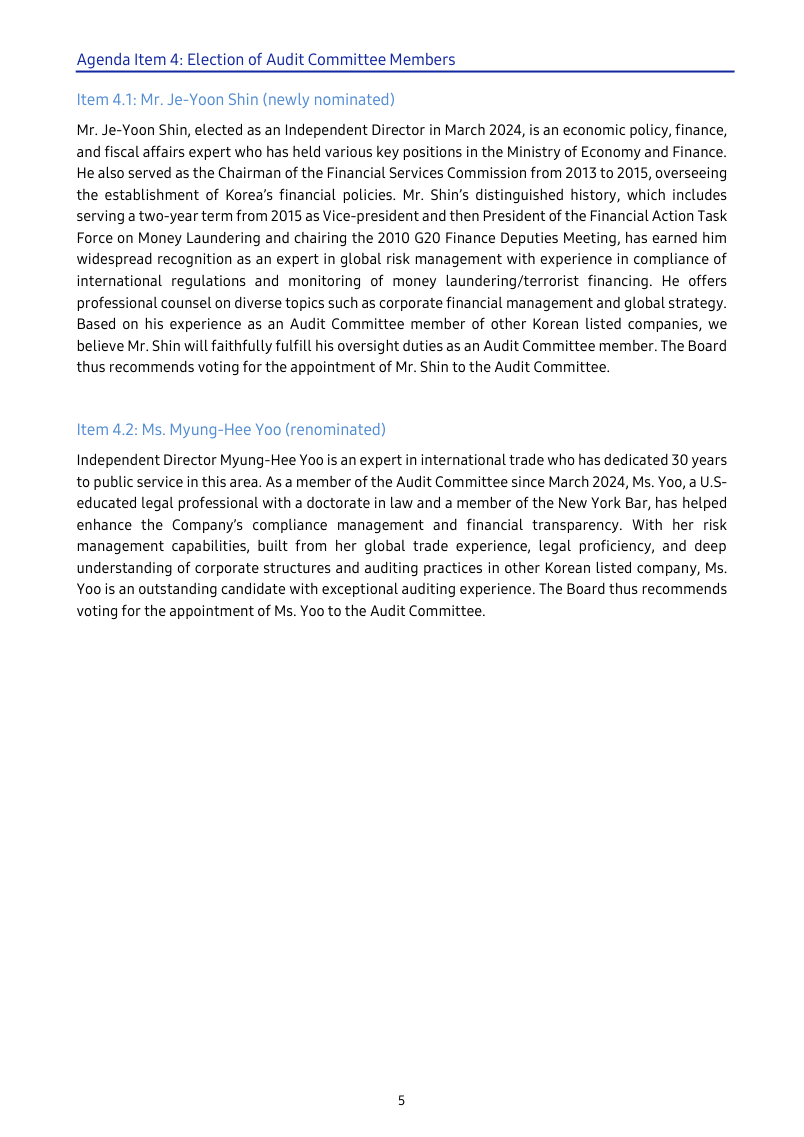 Agenda Item 4: Election of Audit Committee Members
Item 4.1: Mr. Je-Yoon Shin (newly nominated)
Mr. Je-Yoon Shin, elected as an Independent Director in March 2024, is an economic policy, finance,
and fiscal affairs expert who has held various key positions in the Ministry of Economy and Finance.
He also served as the Chairman of the Financial Services Commission from 2013 to 2015, overseeing
the establishment of Korea's financial policies. Mr. Shin's distinguished history, which includes
serving a two-year term from 2015 as Vice-president and then President of the Financial Action Task
Force on Money Laundering and chairing the 2010 G20 Finance Deputies Meeting, has earned him
widespread recognition as an expert in global risk management with experience in compliance of
international regulations and monitoring of money laundering/terrorist financing. He offers
professional counsel on diverse topics such as corporate financial management and global strategy.
Based on his experience as an Audit Committee member of other Korean listed companies, we
believe Mr. Shin will faithfully fulfill his oversight duties as an Audit Committee member. The Board
thus recommends voting for the appointment of Mr. Shin to the Audit Committee.
Item 4.2: Ms. Myung-Hee Yoo (renominated)
Independent Director Myung-Hee Yoo is an expert in international trade who has dedicated 30 years
to public service in this area. As a member of the Audit Committee since March 2024, Ms. Yoo, a U.S-
educated legal professional with a doctorate in law and a member of the New York Bar, has helped
enhance the Company's compliance management and financial transparency. With her risk
management capabilities, built from her global trade experience, legal proficiency, and deep
understanding of corporate structures and auditing practices in other Korean listed company, Ms.
Yoo is an outstanding candidate with exceptional auditing experience. The Board thus recommends
voting for the appointment of Ms. Yoo to the Audit Committee.
5